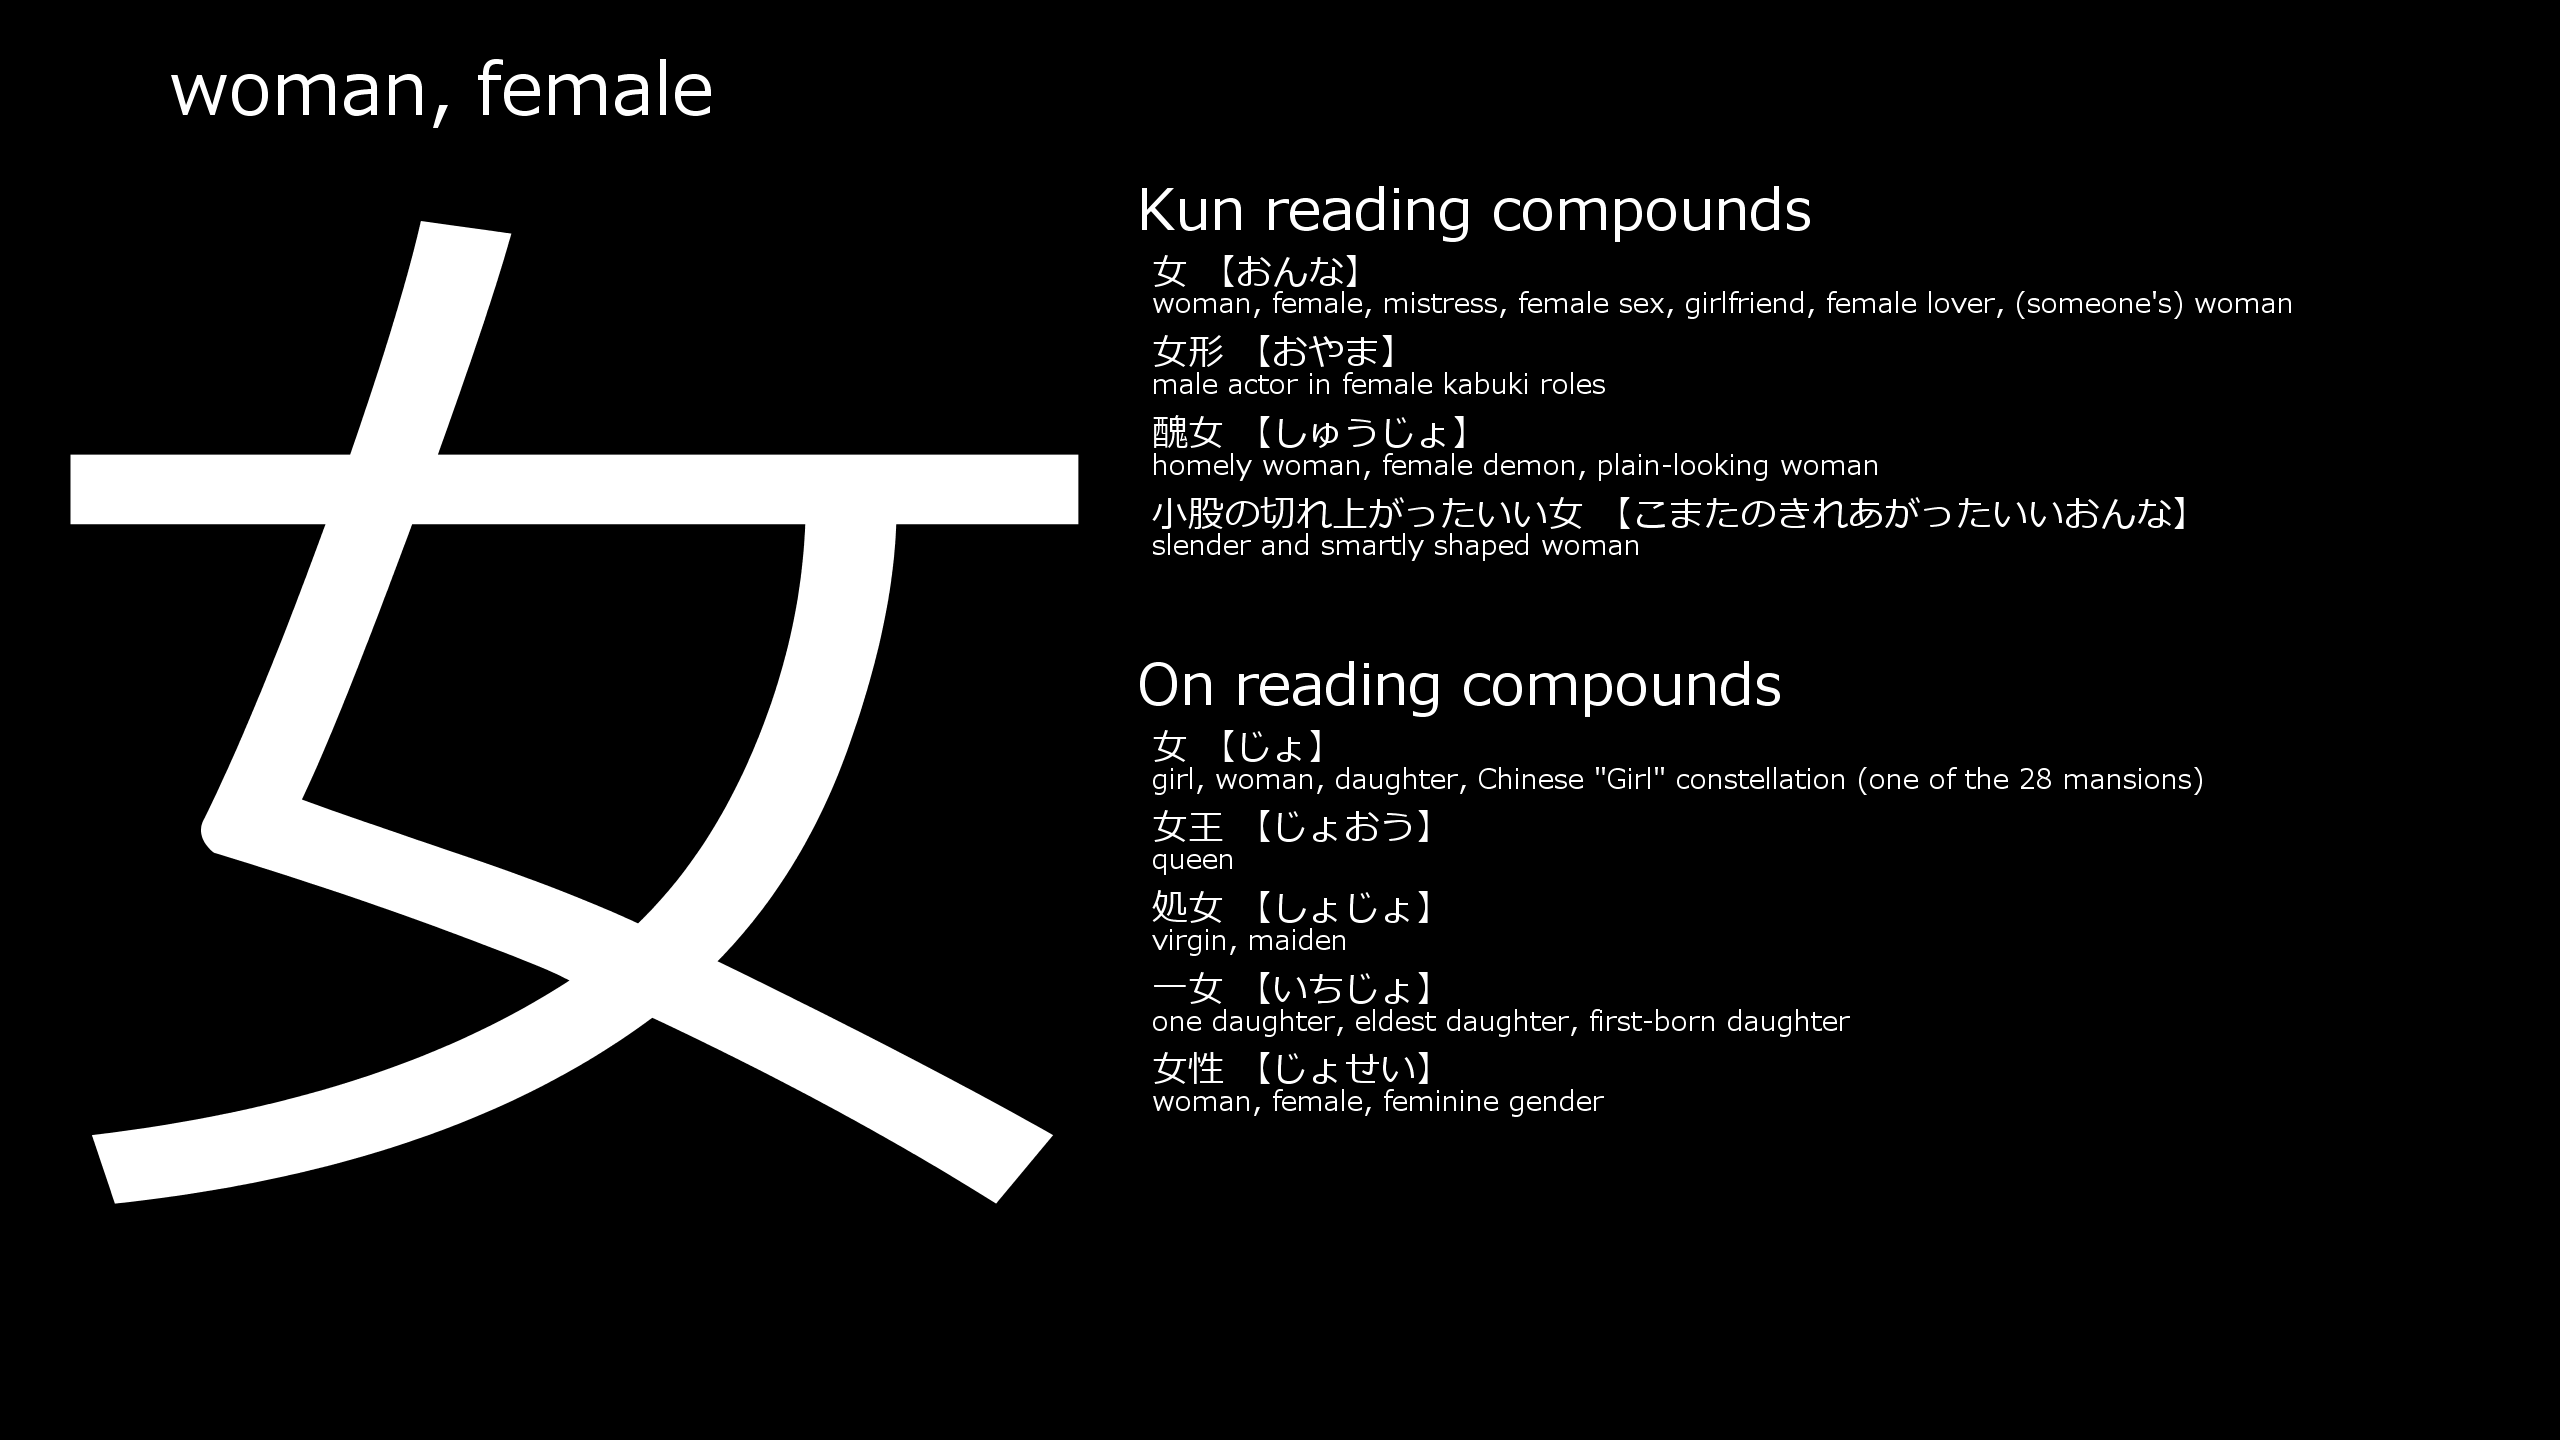 woman, female
女
Kun reading compounds
女 【おんな】
woman, female, mistress, female sex, girlfriend, female lover, (someone's) woman
女形 【おやま】
male actor in female kabuki roles
醜女 【しゅうじょ】
homely woman, female demon, plain-looking woman
小股の切れ上がったいい女 【こまたのきれあがったいいおんな】
slender and smartly shaped woman
On reading compounds
女 【じょ】
girl, woman, daughter, Chinese "Girl" constellation (one of the 28 mansions)
女王 【じょおう】
queen
処女 【しょじょ】
virgin, maiden
一女 【いちじょ】
one daughter, eldest daughter, first-born daughter
女性 【じょせい】
woman, female, feminine gender